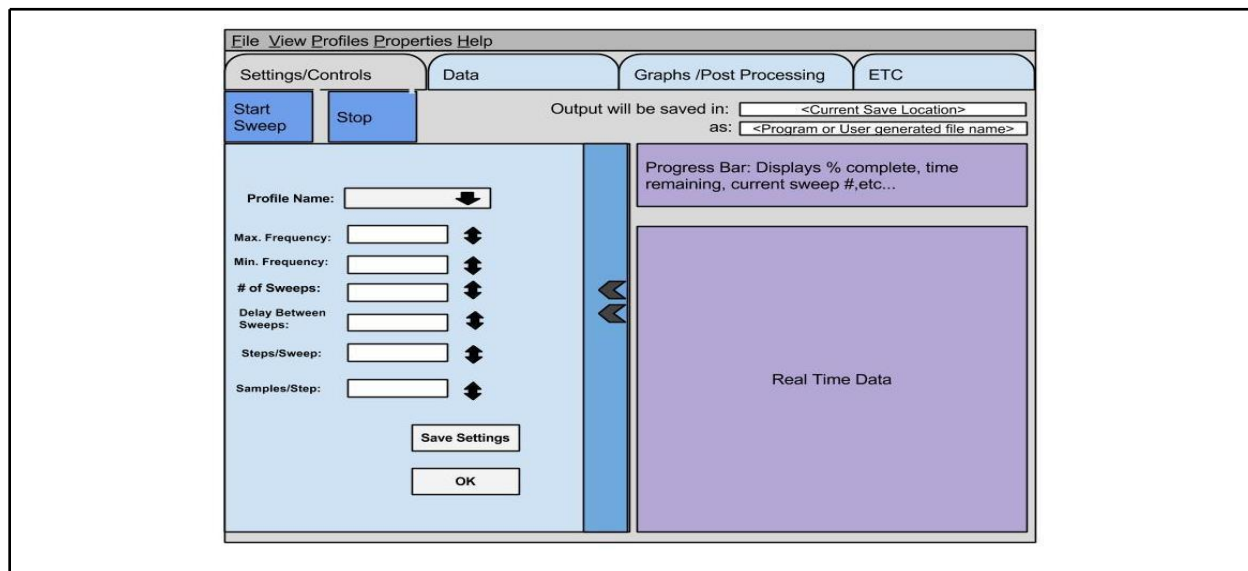 File View Profiles Properties Help
Settings/Controls
Data
Graphs /Post Processing
ETC
Start
Sweep
Stop
Output will be saved in:
<Current Save Location>
as:
<Program or User generated file name>
Profile Name:
Max. Frequency:
Min. Frequency:
# of Sweeps:
Delay Between
Sweeps:
Steps/Sweep:
Samples/Step:
Save Settings
OK
Progress Bar: Displays % complete, time
remaining, current sweep #,etc...
Real Time Data